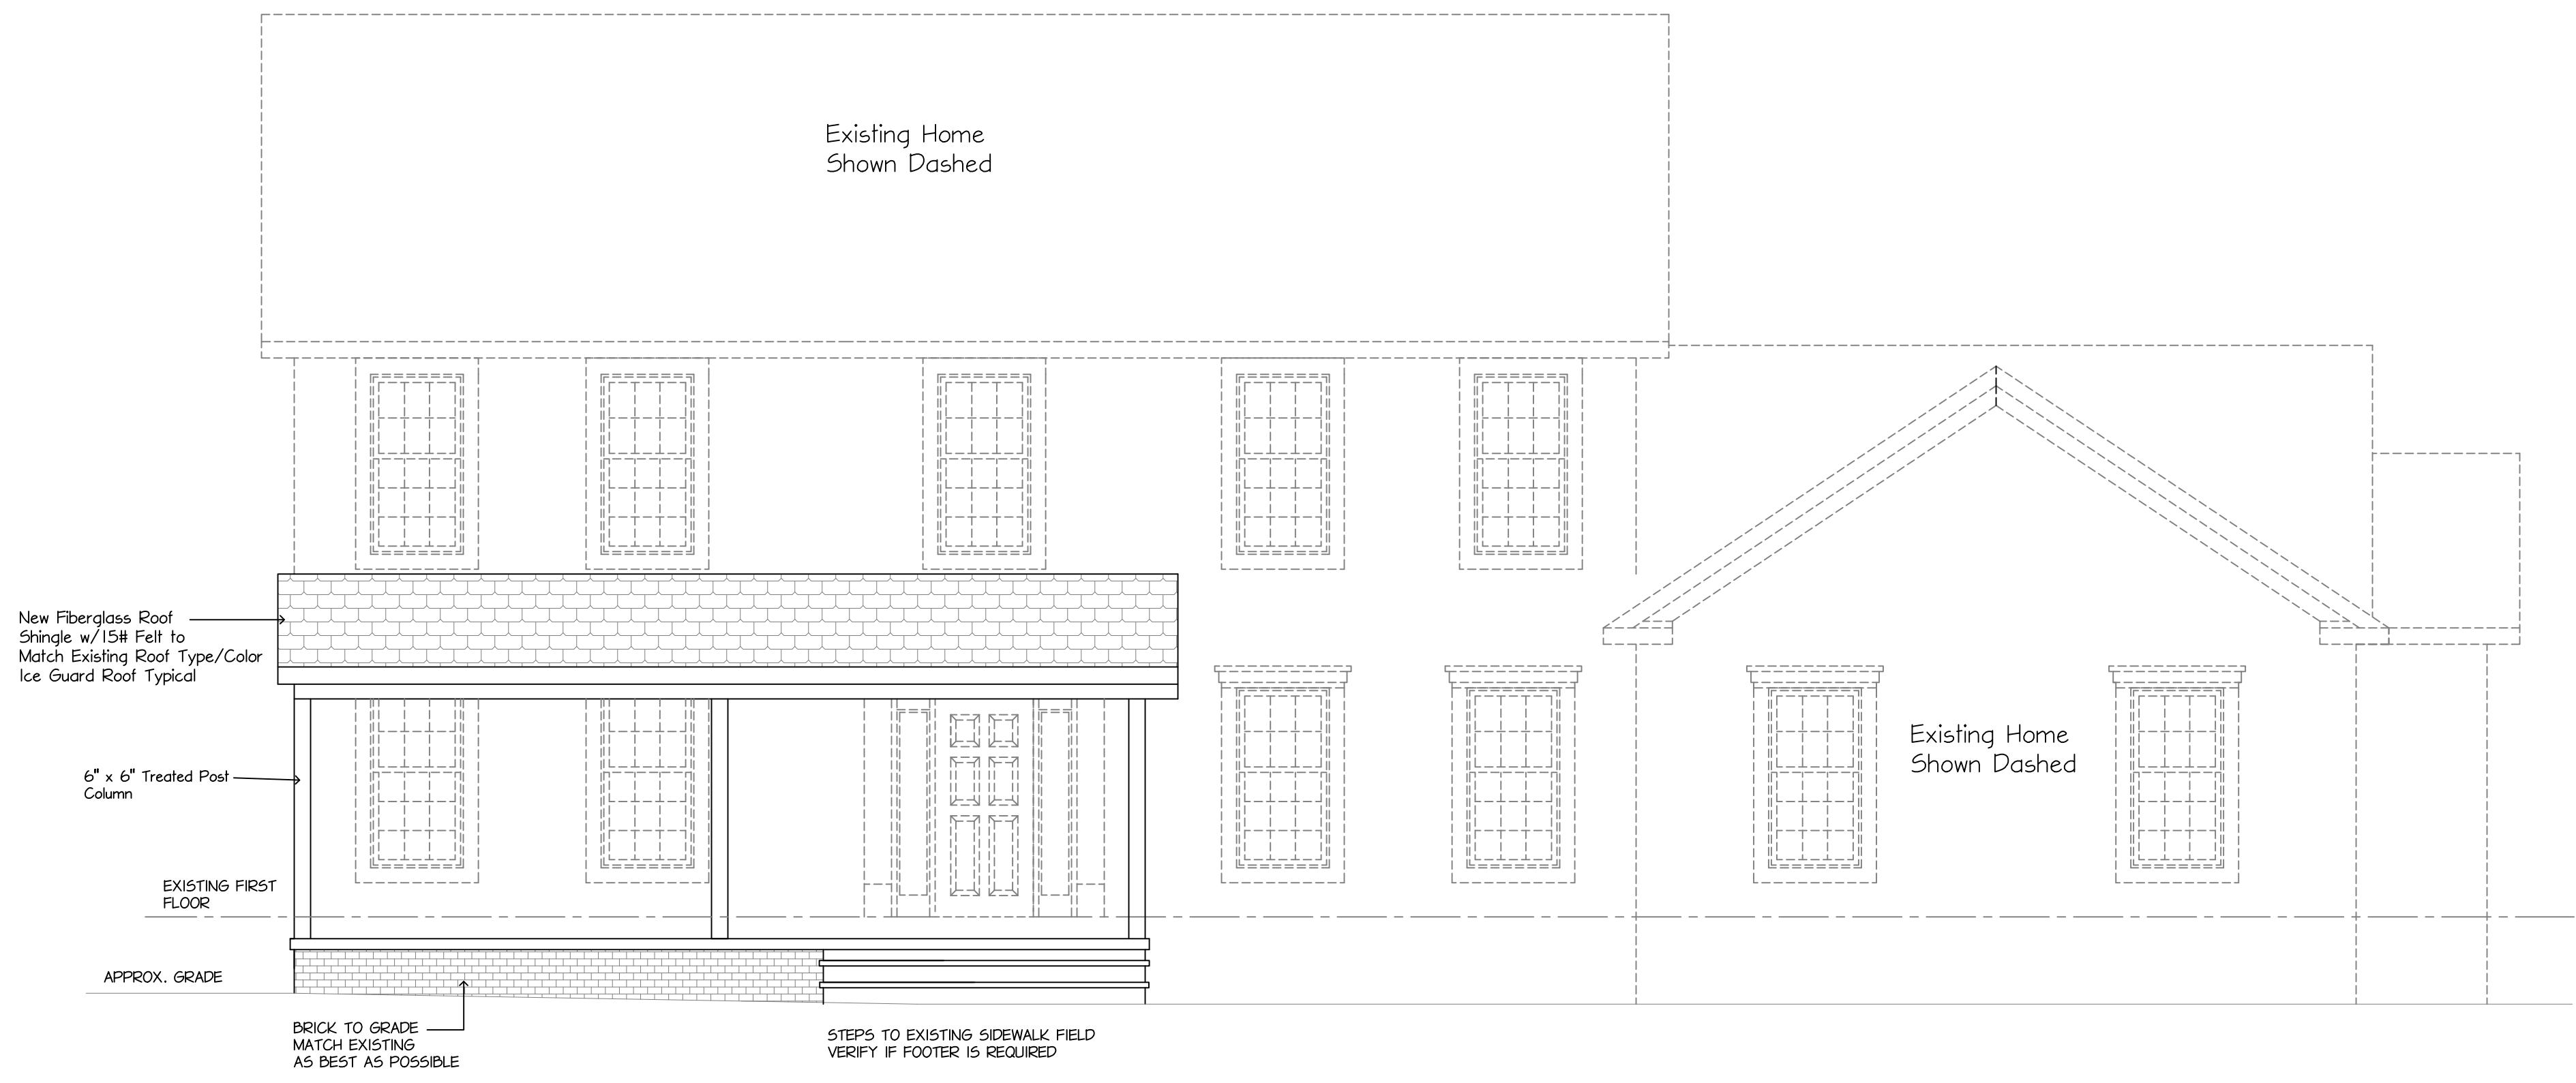 Existing Home
Shown Dashed
New Fiberglass Roof
Shingle w/15# Felt to
Match Existing Roof Type/Color
Ice Guard Roof Typical
Existing Home
Shown Dashed
6" x 6" Treated Post
Column
EXISTING FIRST
FLOOR
APPROX. GRADE
BRICK TO GRADE
MATCH EXISTING
AS BEST AS POSSIBLE
STEPS TO EXISTING SIDEWALK FIELD
VERIFY IF FOOTER IS REQUIRED